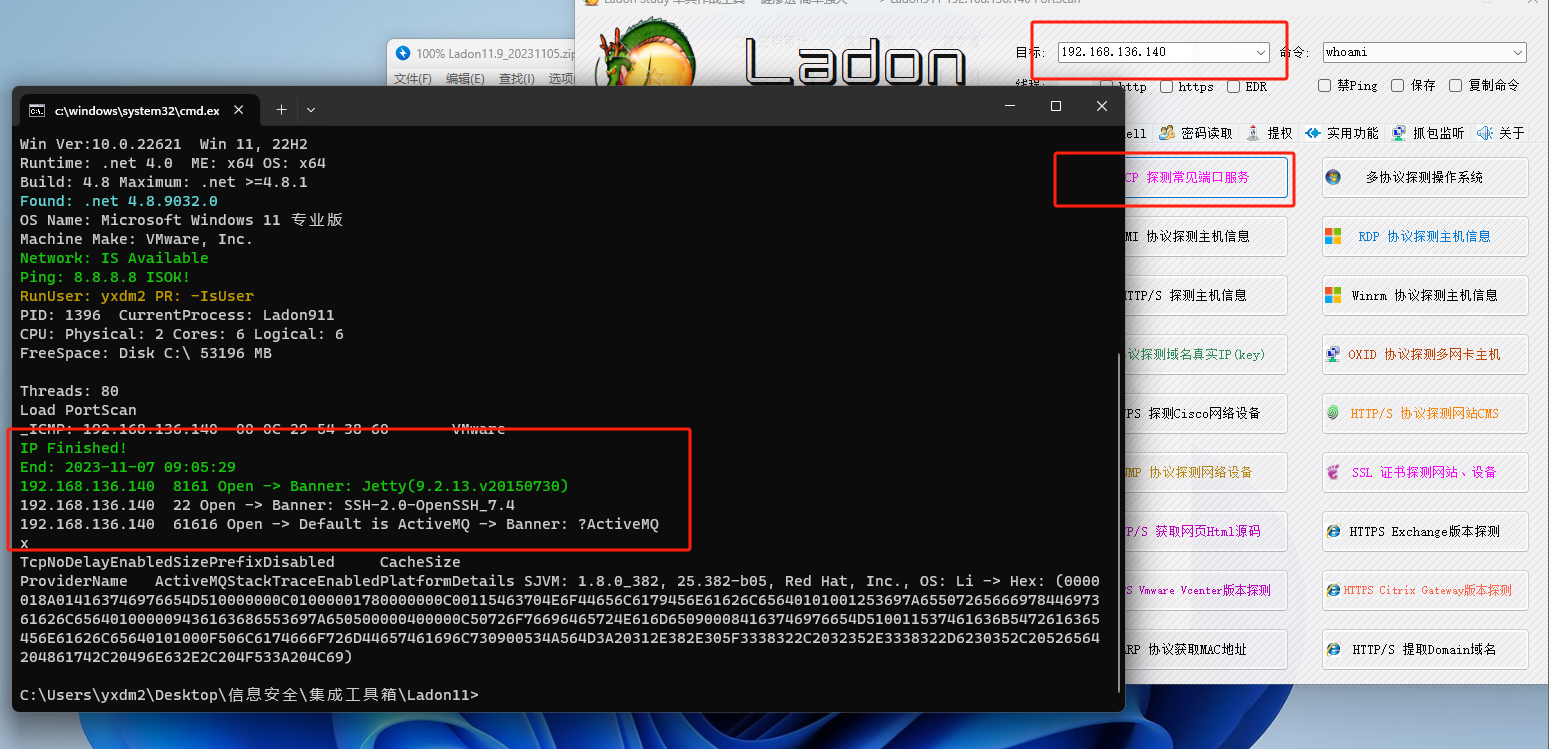 Ladon
100% Ladon11.9_20231105.zip
文件(F) 编辑(E) 查找(I) 选项
目标: 192.168.136.140 命令: whoami
http https EDR 禁Ping 保存 复制命令
密码读取 提权 实用功能 抓包监听 关于
CP 探测常见端口服务 多协议探测操作系统
MI 协议探测主机信息 RDP 协议探测主机信息
HTTP/S 探测主机信息 Winrm 协议探测主机信息
议探测域名真实IP(key) OXID 协议探测多网卡主机
PS 探测Cisco网络设备 HTTP/S 协议探测网站CMS
MP 协议探测网络设备 SSL 证书探测网站、设备
P/S 获取网页Html源码 HTTPS Exchange版本探测
S Vmware Vcenter版本探测 HTTPS Citrix Gateway版本探测
RP 协议获取MAC地址 HTTP/S 提取Domain域名
c:\windows\system32\cmd.ex
Win Ver:10.0.22621 Win 11, 22H2
Runtime: .net 4.0 ME: x64 OS: x64
Build: 4.8 Maximum: .net >=4.8.1
Found: .net 4.8.9032.0
OS Name: Microsoft Windows 11 专业版
Machine Make: VMware, Inc.
Network: IS Available
Ping: 8.8.8.8 ISOK!
RunUser: yxdm2 PR: -IsUser
PID: 1396 CurrentProcess: Ladon911
CPU: Physical: 2 Cores: 6 Logical: 6
FreeSpace: Disk C:\ 53196 MB
Threads: 80
Load PortScan
_ICMP: 192.168.136.140 00-0C-29-54-38-60 VMware
IP Finished!
End: 2023-11-07 09:05:29
192.168.136.140 8161 Open -> Banner: Jetty(9.2.13.v20150730)
192.168.136.140 22 Open -> Banner: SSH-2.0-OpenSSH_7.4
192.168.136.140 61616 Open -> Default is ActiveMQ -> Banner: ?ActiveMQ
x
TcpNoDelayEnabledSizePrefixDisabled CacheSize
ProviderName ActiveMQStackTraceEnabledPlatformDetails SJVM: 1.8.0_382, 25.382-b05, Red Hat, Inc., OS: Li -> Hex: (0000
018A014163746976654D510000000C01000001780000000C00115463704E6F44656C6179456E61626C65640101001253697A65507265666978446973
61626C656401000009436163686553697A650500000400000C50726F76696465724E616D6509000841637469766654D510011537461636B5472616365
456E61626C65640101000F506C6174666F726D44657461696C730900534A564D3A20312E382E305F3338322C2032352E3338322D6230352C20526564
204861742C20496E632E2C204F533A204C69)
C:\Users\yxdm2\Desktop\信息安全\集成工具箱\Ladon11>